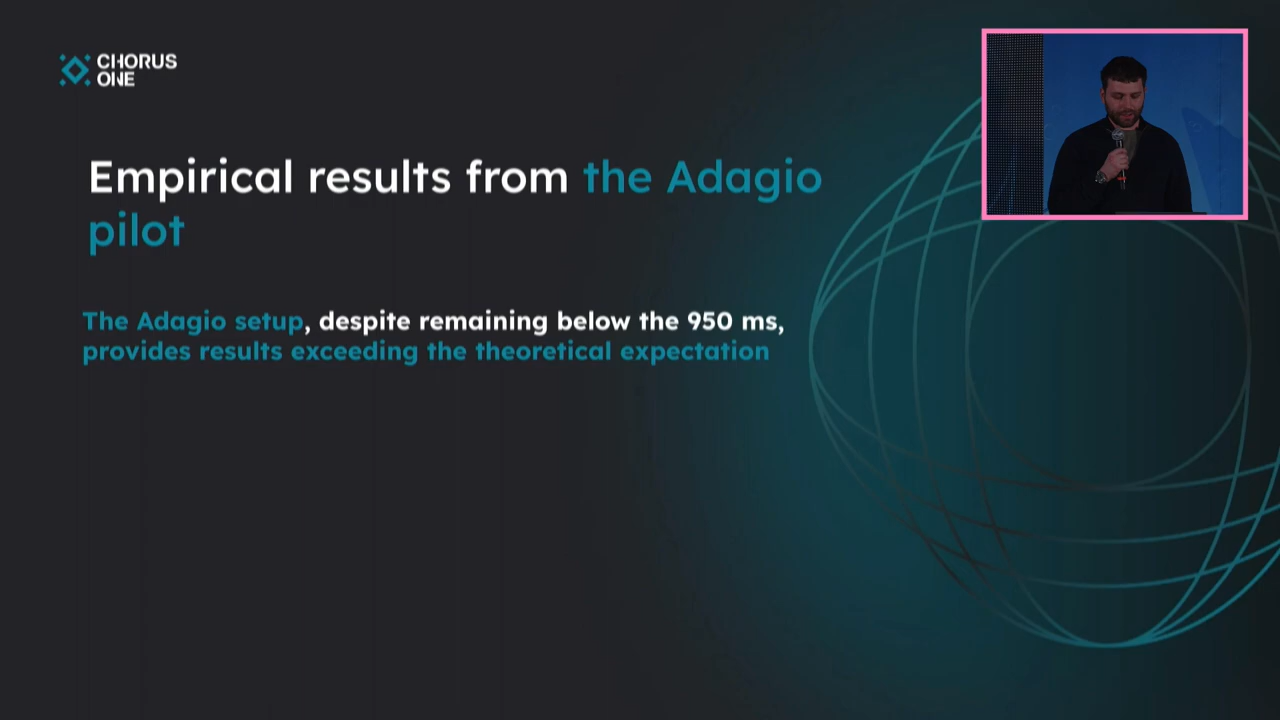 CHORUS
ONE
Empirical results from the Adagio
pilot
The Adagio setup, despite remaining below the 950 ms,
provides results exceeding the theoretical expectation